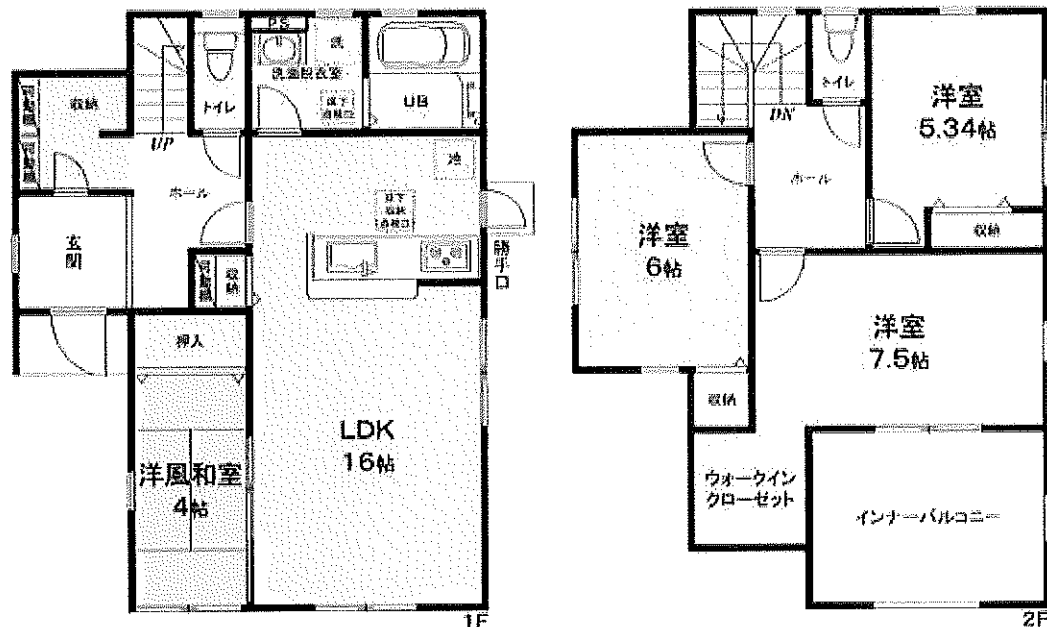 PS
洗
洗面脱衣室
床下
点検口
UB
収納
可動棚
可動棚
トイレ
UP
ホール
冷
床下
収納
点検口
玄関
勝手口
可動棚
収納
押入
LDK
16帖
洋風和室
4帖
1F
トイレ
洋室
5.34帖
DN
ホール
収納
洋室
6帖
洋室
7.5帖
収納
ウォークイン
クローゼット
インナーバルコニー
2F